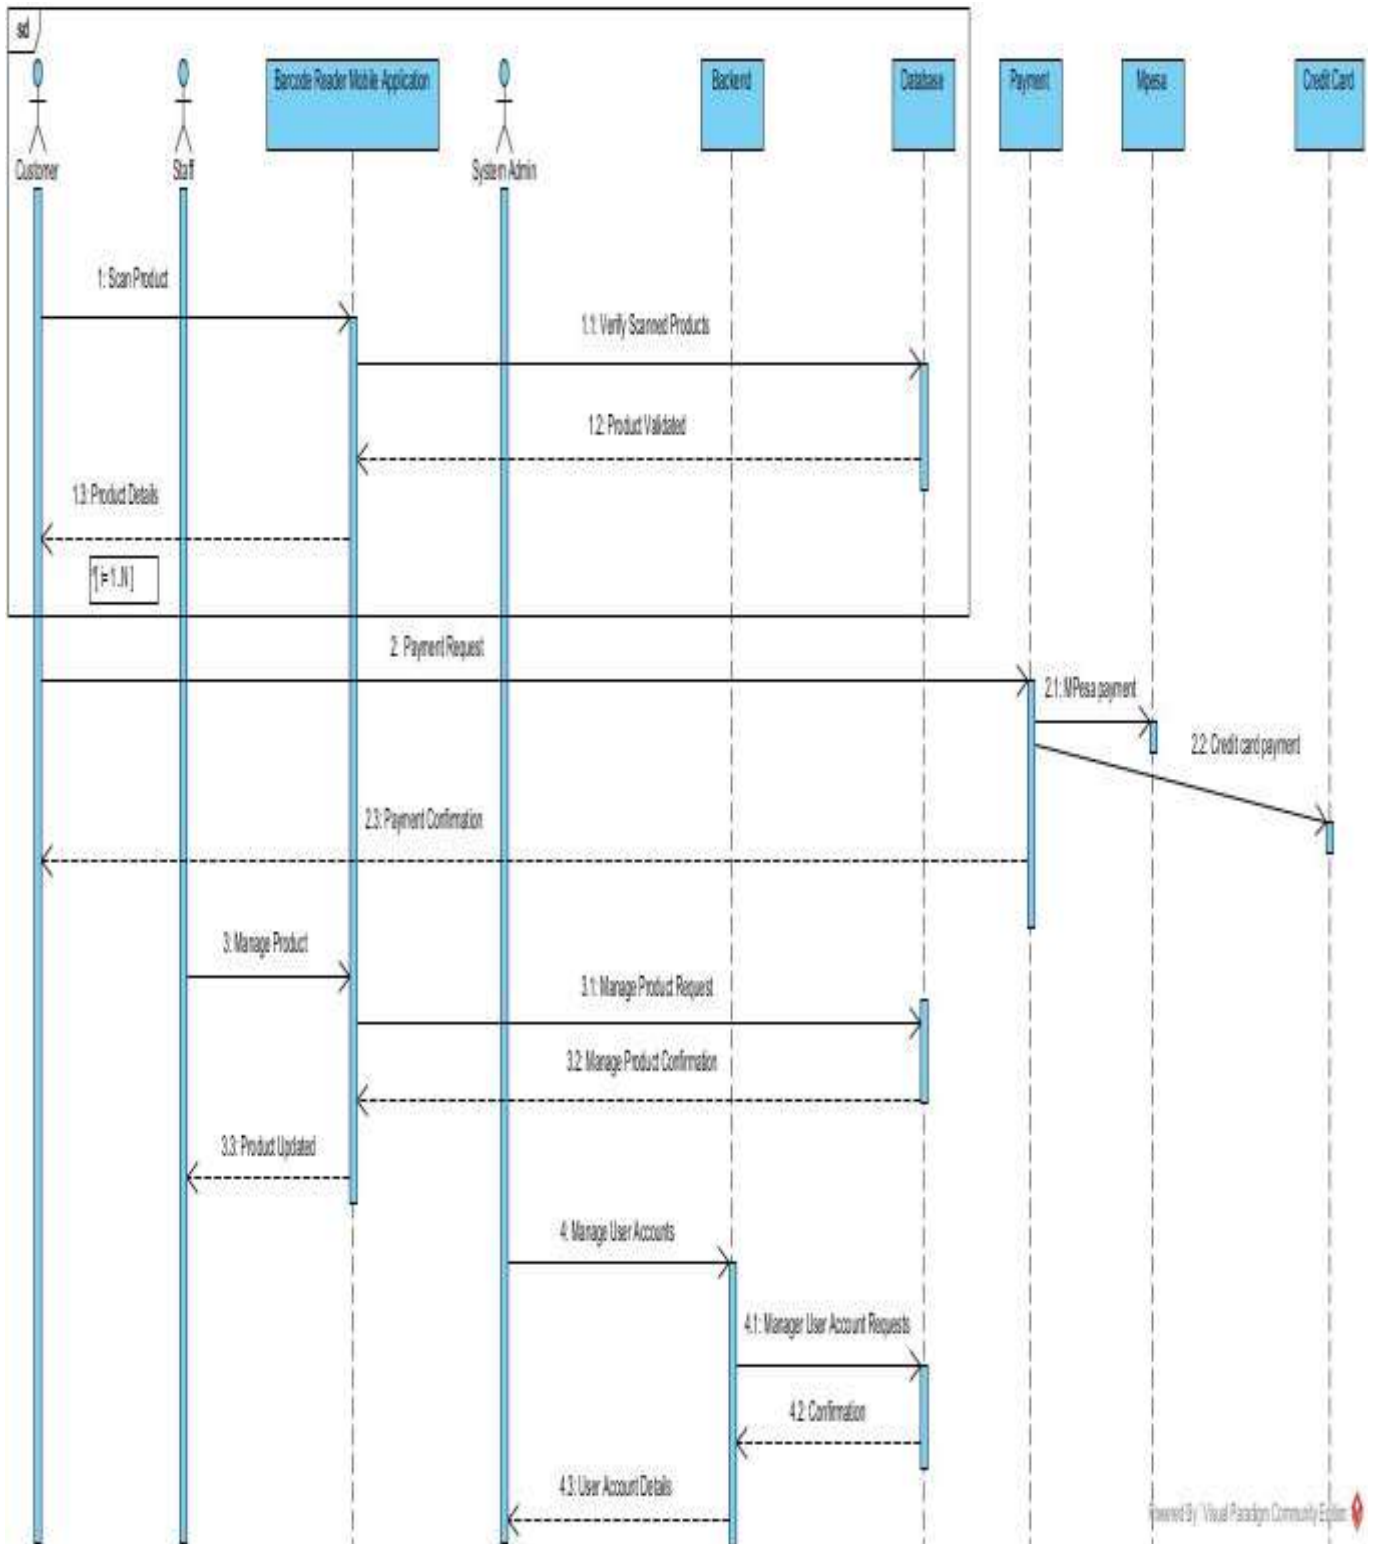 sd
Customer
Staff
Barcode Reader Mobile Application
System Admin
Backend
Database
Payment
Mpesa
Credit Card
1: Scan Product
1.1: Verify Scanned Products
1.2: Product Validated
1.3: Product Details
*[ i= 1..N ]
2: Payment Request
2.1: MPesa payment
2.2: Credit card payment
2.3: Payment Confirmation
3: Manage Product
3.1: Manage Product Request
3.2: Manage Product Confirmation
3.3: Product Updated
4: Manage User Accounts
4.1: Manager User Account Requests
4.2: Confirmation
4.3: User Account Details
Powered By Visual Paradigm Community Edition